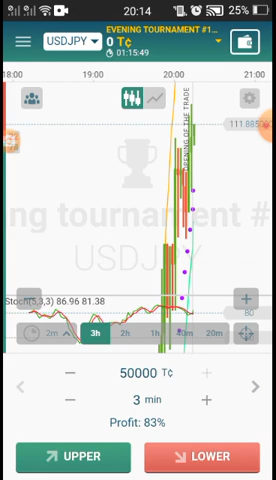 20:14
25%
EVENING TOURNAMENT #1...
USDJPY
0 T¢
01:15:49
18:00 19:00 20:00 21:00
OPENING OF THE TRADE
111.885
ng tournament #
USDJPY
Stoch(5,3,3) 86.96 81.38
80
2m 3h 2h 1h 40m 20m
50000 T¢
3 min
Profit: 83%
UPPER LOWER